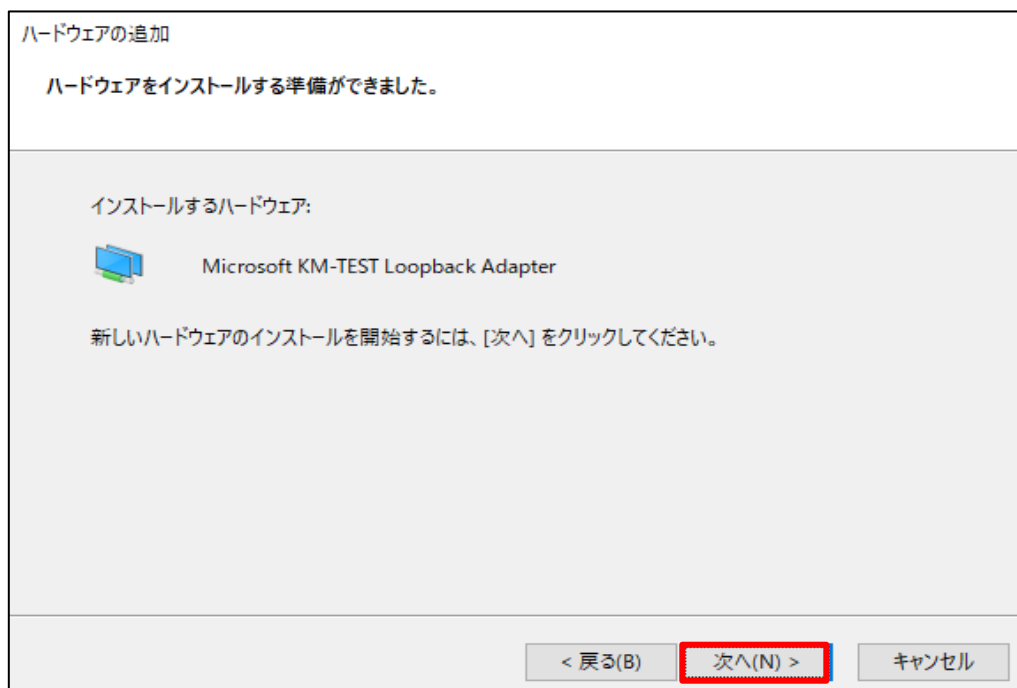 ハードウェアの追加
ハードウェアをインストールする準備ができました。
インストールするハードウェア:
Microsoft KM-TEST Loopback Adapter
新しいハードウェアのインストールを開始するには、[次へ] をクリックしてください。
< 戻る(B) 次へ(N) > キャンセル